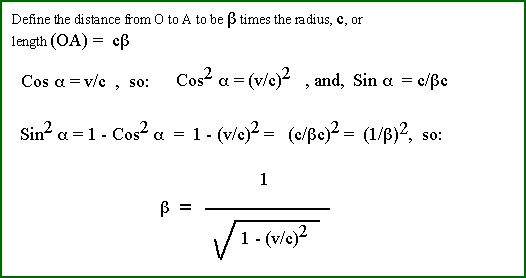 Define the distance from O to A to be β times the radius, c, or
length (OA) = cβ
Cos α = v/c , so: Cos² α = (v/c)² , and, Sin α = c/βc
Sin² α = 1 - Cos² α = 1 - (v/c)² = (c/βc)² = (1/β)², so:
1
β =
√ 1 - (v/c)²